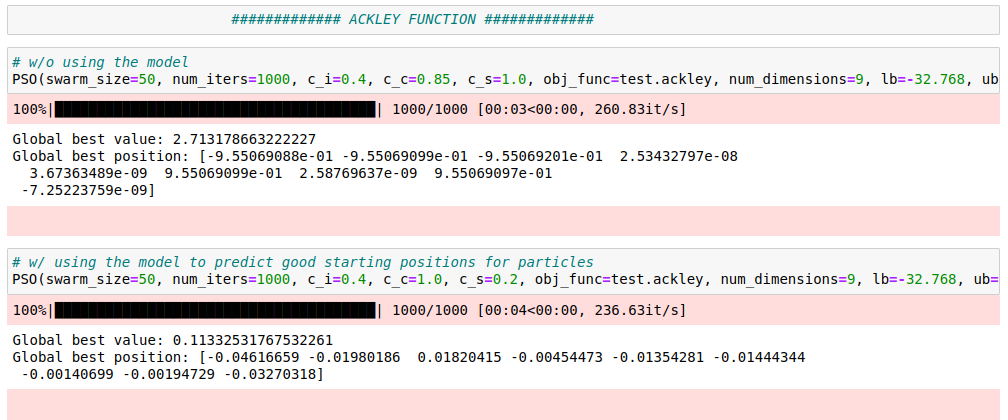 ############# ACKLEY FUNCTION #############
# w/o using the model
PSO(swarm_size=50, num_iters=1000, c_i=0.4, c_c=0.85, c_s=1.0, obj_func=test.ackley, num_dimensions=9, lb=-32.768, ub
100%|████████████████████████████████| 1000/1000 [00:03<00:00, 260.83it/s]
Global best value: 2.713178663222227
Global best position: [-9.55069088e-01 -9.55069099e-01 -9.55069201e-01  2.53432797e-08
  3.67363489e-09  9.55069099e-01  2.58769637e-09  9.55069097e-01
 -7.25223759e-09]
# w/ using the model to predict good starting positions for particles
PSO(swarm_size=50, num_iters=1000, c_i=0.4, c_c=1.0, c_s=0.2, obj_func=test.ackley, num_dimensions=9, lb=-32.768, ub=
100%|████████████████████████████████| 1000/1000 [00:04<00:00, 236.63it/s]
Global best value: 0.11332531767532261
Global best position: [-0.04616659 -0.01980186  0.01820415 -0.00454473 -0.01354281 -0.01444344
 -0.00140699 -0.00194729 -0.03270318]